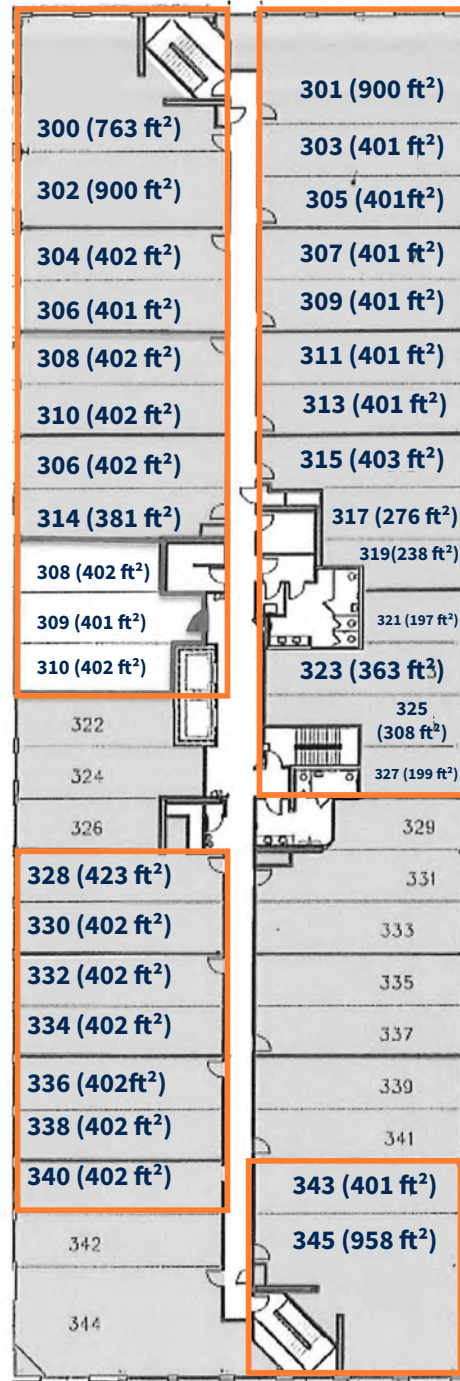 300 (763 ft²)
302 (900 ft²)
304 (402 ft²)
306 (401 ft²)
308 (402 ft²)
310 (402 ft²)
306 (402 ft²)
314 (381 ft²)
308 (402 ft²)
309 (401 ft²)
310 (402 ft²)
322
324
326
328 (423 ft²)
330 (402 ft²)
332 (402 ft²)
334 (402 ft²)
336 (402ft²)
338 (402 ft²)
340 (402 ft²)
342
344
301 (900 ft²)
303 (401 ft²)
305 (401ft²)
307 (401 ft²)
309 (401 ft²)
311 (401 ft²)
313 (401 ft²)
315 (403 ft²)
317 (276 ft²)
319(238 ft²)
321 (197 ft²)
323 (363 ft²)
325
(308 ft²)
327 (199 ft²)
329
331
333
335
337
339
341
343 (401 ft²)
345 (958 ft²)